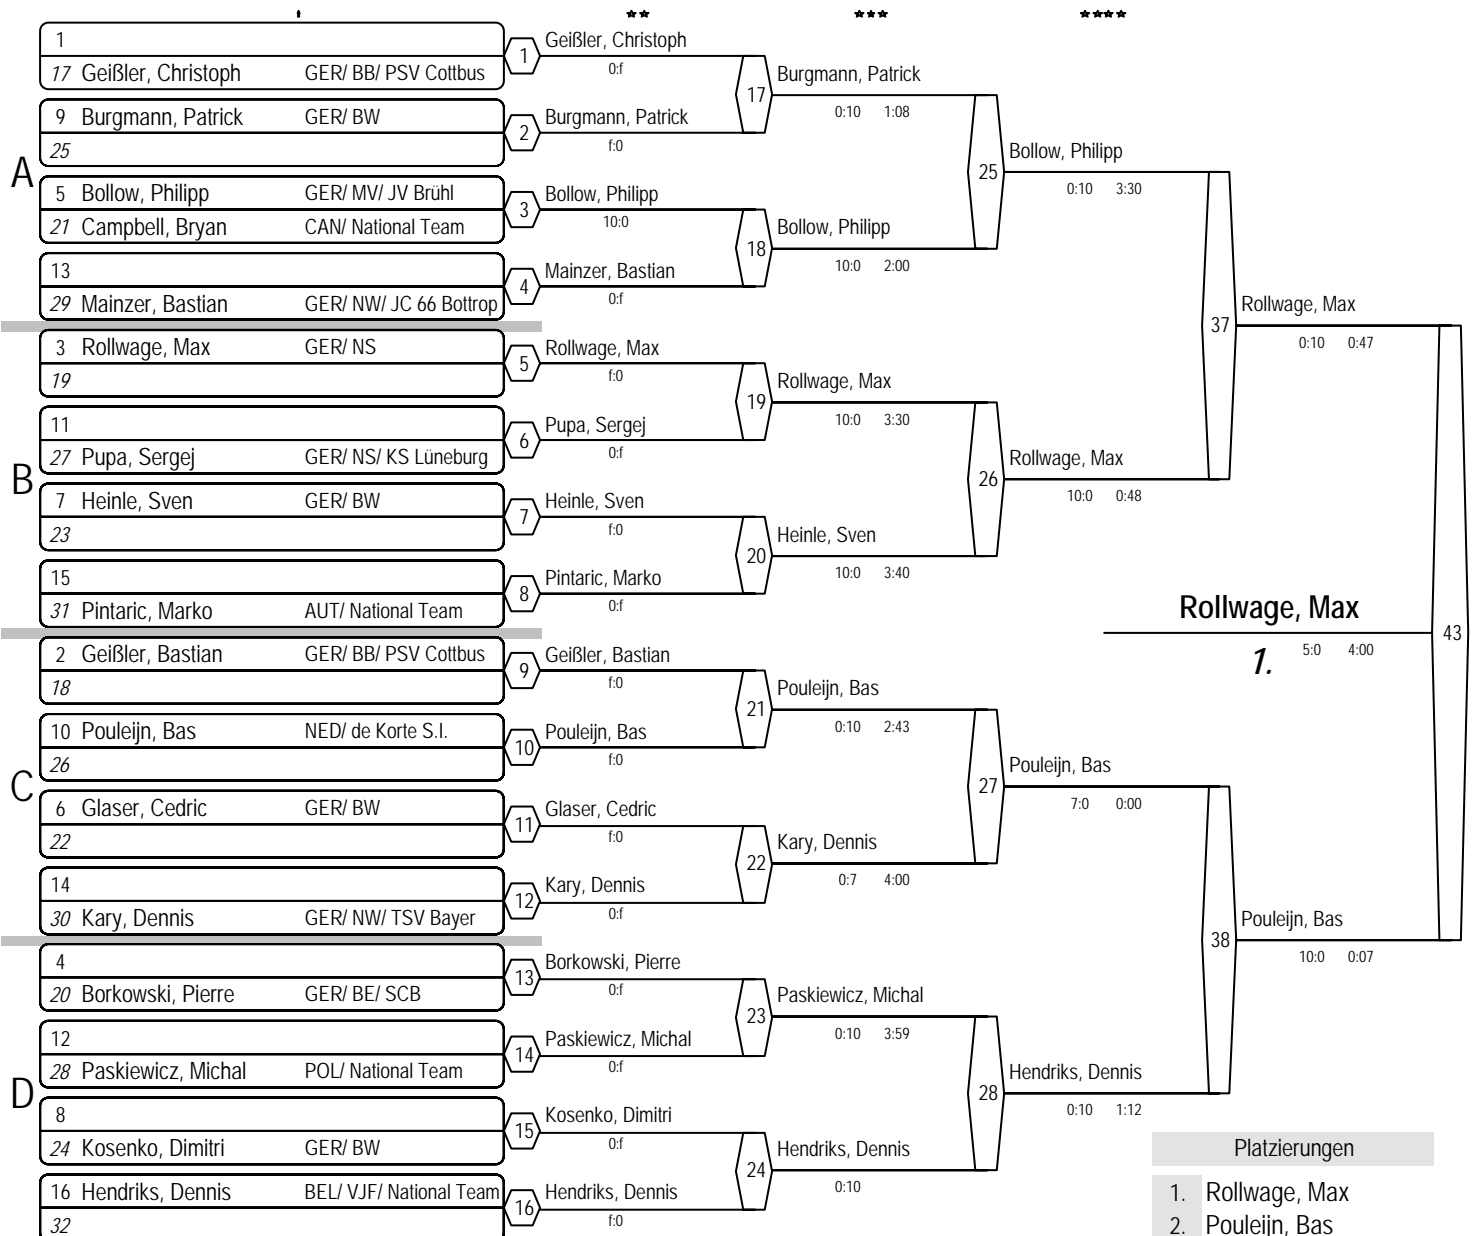 * ** *** ****
A
1
17 Geißler, Christoph GER/ BB/ PSV Cottbus
9 Burgmann, Patrick GER/ BW
25
5 Bollow, Philipp GER/ MV/ JV Brühl
21 Campbell, Bryan CAN/ National Team
13
29 Mainzer, Bastian GER/ NW/ JC 66 Bottrop
B
3 Rollwage, Max GER/ NS
19
11
27 Pupa, Sergej GER/ NS/ KS Lüneburg
7 Heinle, Sven GER/ BW
23
15
31 Pintaric, Marko AUT/ National Team
C
2 Geißler, Bastian GER/ BB/ PSV Cottbus
18
10 Pouleijn, Bas NED/ de Korte S.I.
26
6 Glaser, Cedric GER/ BW
22
14
30 Kary, Dennis GER/ NW/ TSV Bayer
D
4
20 Borkowski, Pierre GER/ BE/ SCB
12
28 Paskiewicz, Michal POL/ National Team
8
24 Kosenko, Dimitri GER/ BW
16 Hendriks, Dennis BEL/ VJF/ National Team
32
1 Geißler, Christoph
0:f
2 Burgmann, Patrick
f:0
3 Bollow, Philipp
10:0
4 Mainzer, Bastian
0:f
5 Rollwage, Max
f:0
6 Pupa, Sergej
0:f
7 Heinle, Sven
f:0
8 Pintaric, Marko
0:f
9 Geißler, Bastian
f:0
10 Pouleijn, Bas
f:0
11 Glaser, Cedric
f:0
12 Kary, Dennis
0:f
13 Borkowski, Pierre
0:f
14 Paskiewicz, Michal
0:f
15 Kosenko, Dimitri
0:f
16 Hendriks, Dennis
f:0
17 Burgmann, Patrick
0:10 1:08
18 Bollow, Philipp
10:0 2:00
19 Rollwage, Max
10:0 3:30
20 Heinle, Sven
10:0 3:40
21 Pouleijn, Bas
0:10 2:43
22 Kary, Dennis
0:7 4:00
23 Paskiewicz, Michal
0:10 3:59
24 Hendriks, Dennis
0:10
25 Bollow, Philipp
0:10 3:30
26 Rollwage, Max
10:0 0:48
27 Pouleijn, Bas
7:0 0:00
28 Hendriks, Dennis
0:10 1:12
37 Rollwage, Max
0:10 0:47
38 Pouleijn, Bas
10:0 0:07
Rollwage, Max 43
1. 5:0 4:00
Platzierungen
1. Rollwage, Max
2. Pouleijn, Bas